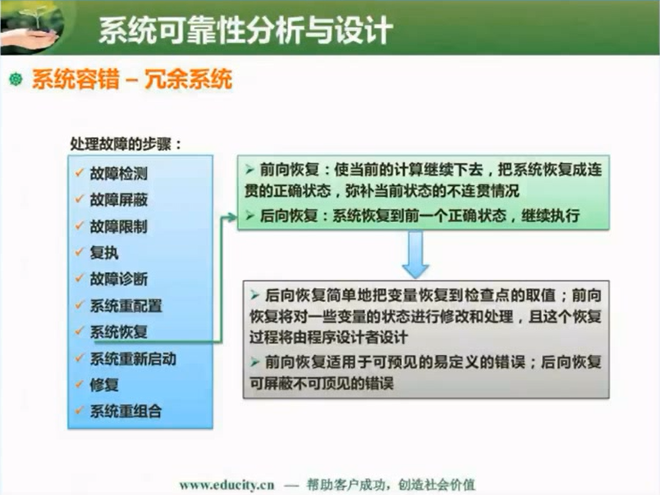 系统可靠性分析与设计
系统容错 – 冗余系统
处理故障的步骤：
故障检测
故障屏蔽
故障限制
复执
故障诊断
系统重配置
系统恢复
系统重新启动
修复
系统重组合
前向恢复：使当前的计算继续下去，把系统恢复成连
贯的正确状态，弥补当前状态的不连贯情况
后向恢复：系统恢复到前一个正确状态，继续执行
后向恢复简单地把变量恢复到检查点的取值；前向
恢复将对一些变量的状态进行修改和处理，且这个恢复
过程将由程序设计者设计
前向恢复适用于可预见的易定义的错误；后向恢复
可屏蔽不可顶见的错误
www.educity.cn — 帮助客户成功，创造社会价值